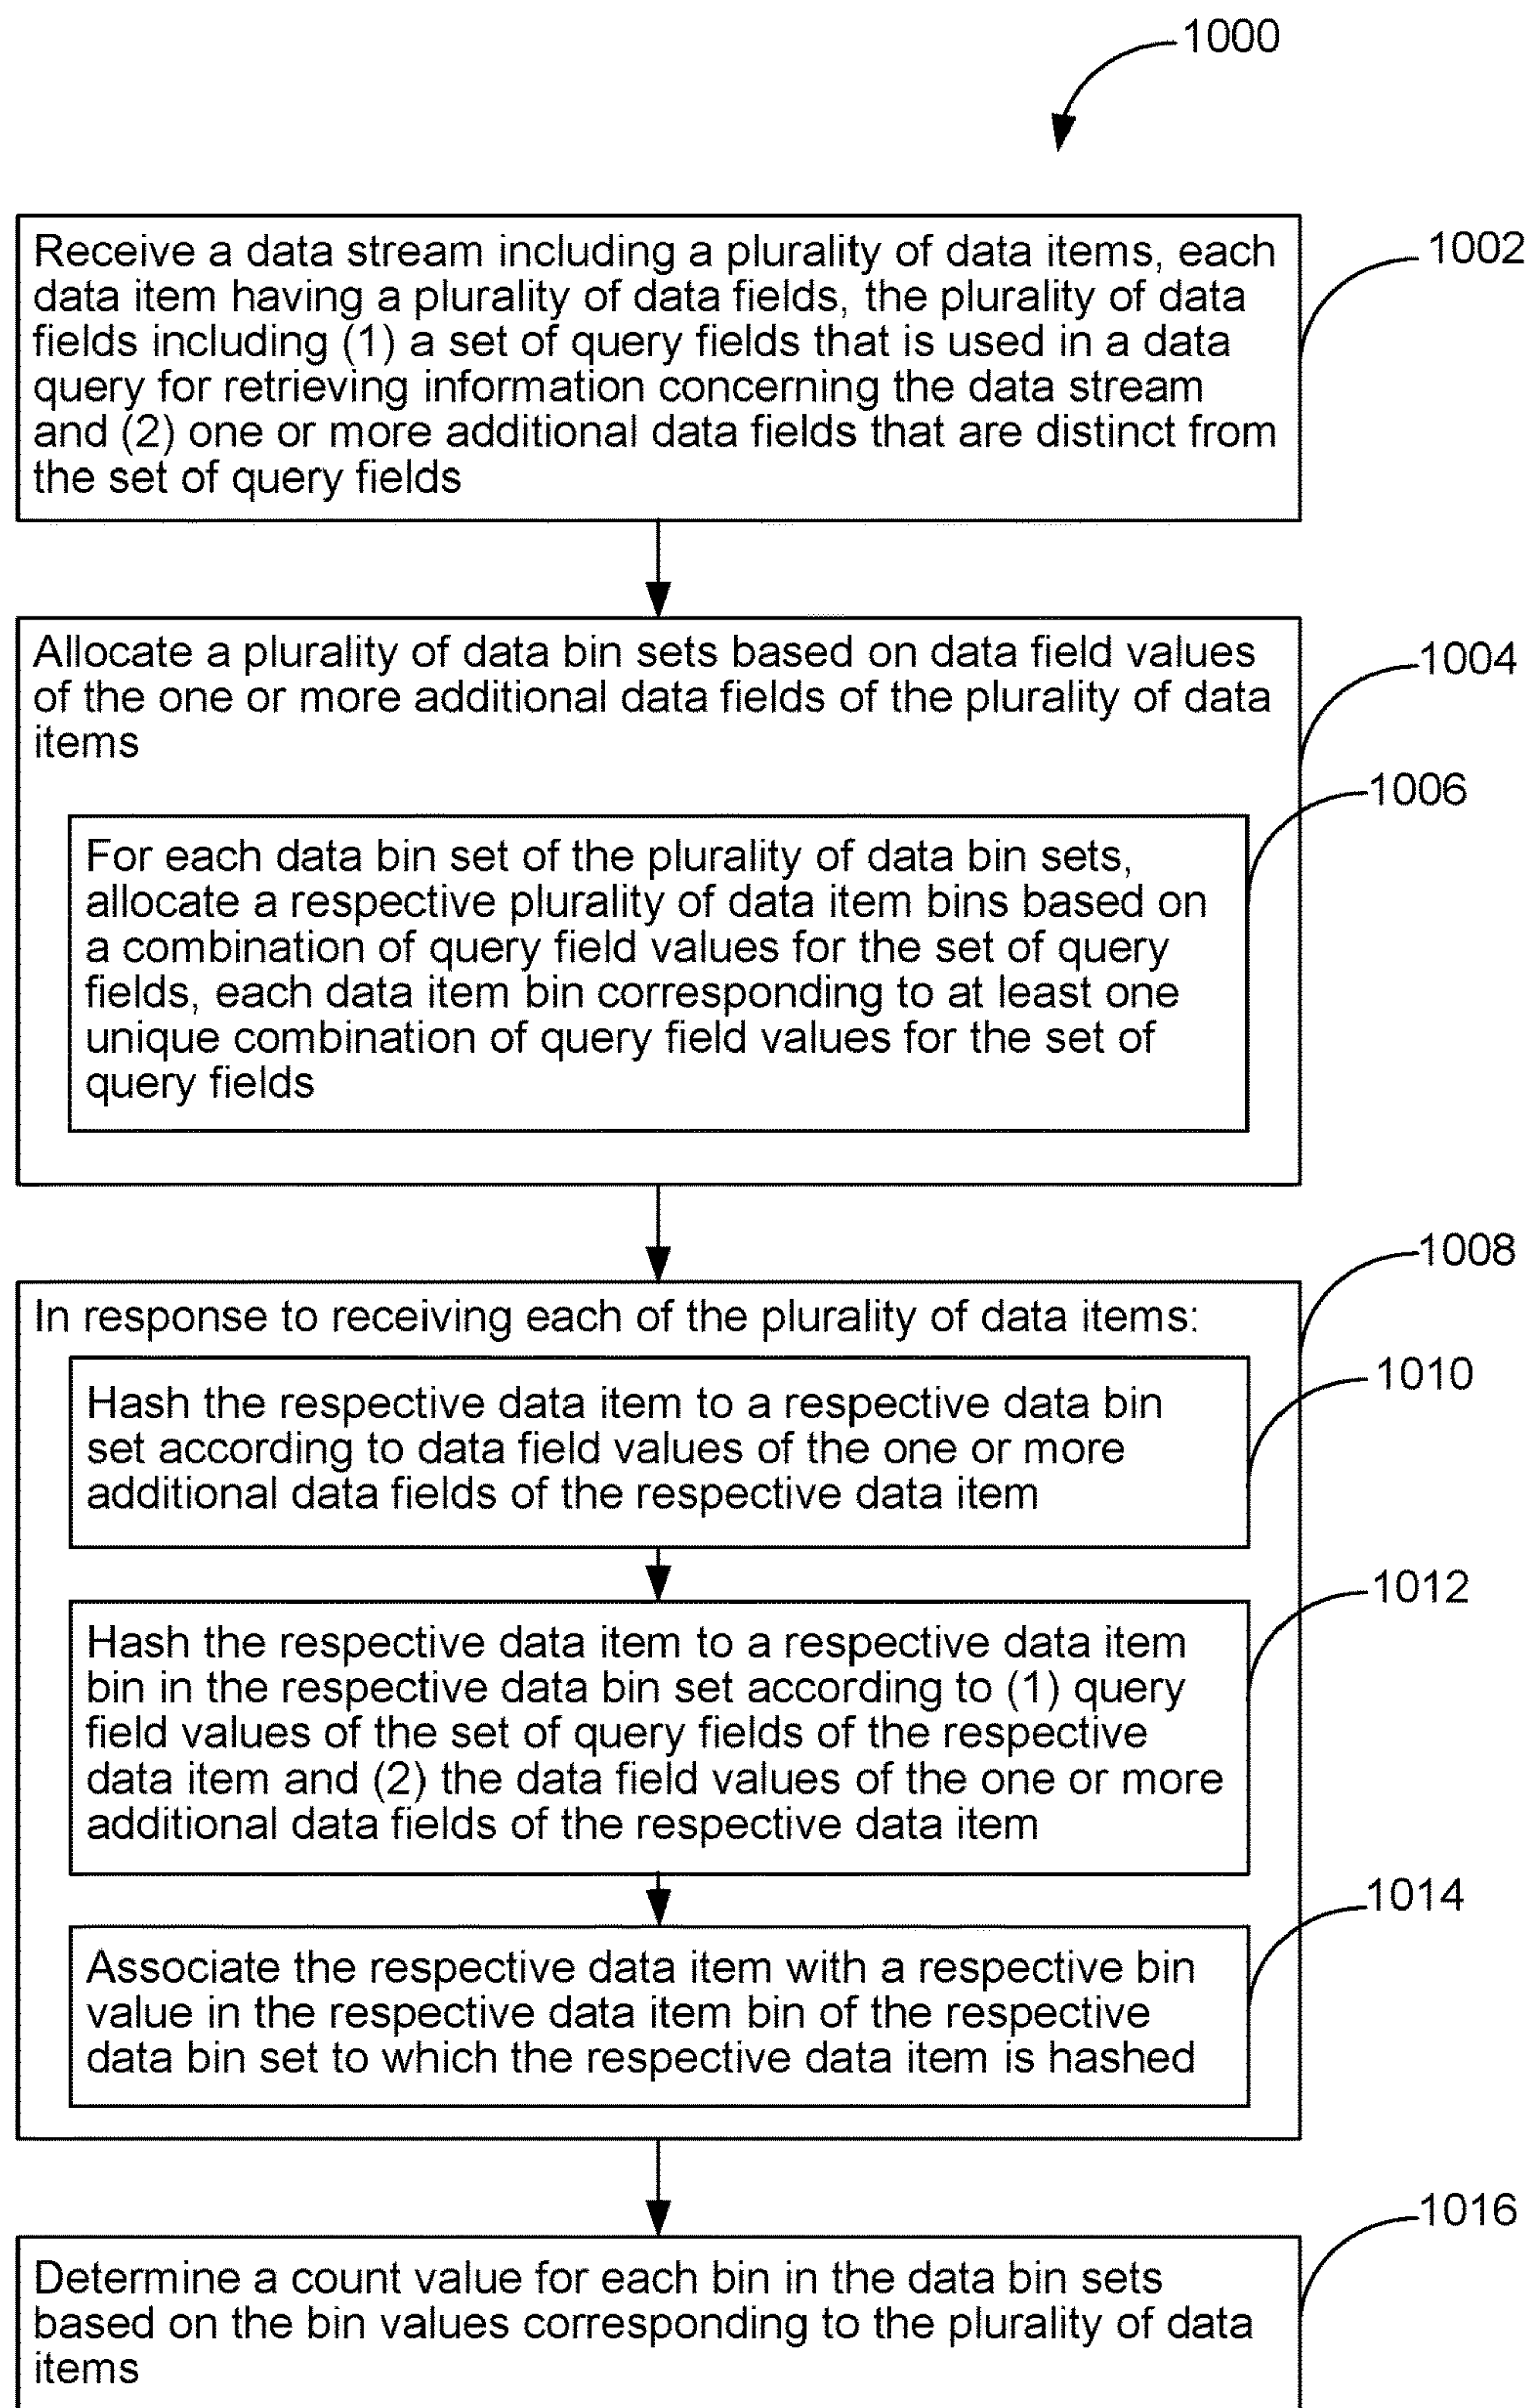 1000
Receive a data stream including a plurality of data items, each
data item having a plurality of data fields, the plurality of data
fields including (1) a set of query fields that is used in a data
query for retrieving information concerning the data stream
and (2) one or more additional data fields that are distinct from
the set of query fields
1002
Allocate a plurality of data bin sets based on data field values
of the one or more additional data fields of the plurality of data
items
1004
1006
For each data bin set of the plurality of data bin sets,
allocate a respective plurality of data item bins based on
a combination of query field values for the set of query
fields, each data item bin corresponding to at least one
unique combination of query field values for the set of
query fields
1008
In response to receiving each of the plurality of data items:
1010
Hash the respective data item to a respective data bin
set according to data field values of the one or more
additional data fields of the respective data item
1012
Hash the respective data item to a respective data item
bin in the respective data bin set according to (1) query
field values of the set of query fields of the respective
data item and (2) the data field values of the one or more
additional data fields of the respective data item
1014
Associate the respective data item with a respective bin
value in the respective data item bin of the respective
data bin set to which the respective data item is hashed
1016
Determine a count value for each bin in the data bin sets
based on the bin values corresponding to the plurality of data
items